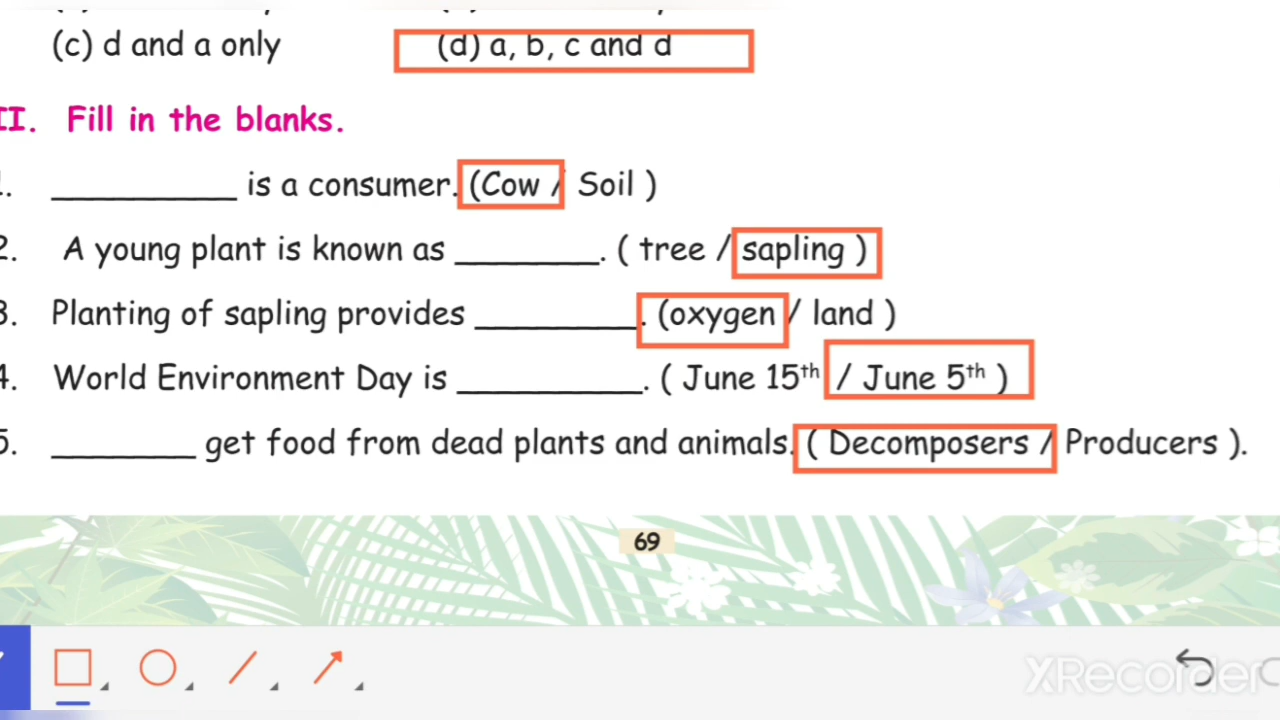 (c) d and a only (d) a, b, c and d
II. Fill in the blanks.
__________ is a consumer. (Cow / Soil )
2. A young plant is known as ________. ( tree / sapling )
3. Planting of sapling provides _________. (oxygen / land )
4. World Environment Day is __________. ( June 15th / June 5th )
5. ________ get food from dead plants and animals. ( Decomposers / Producers ).
69
XRecorder